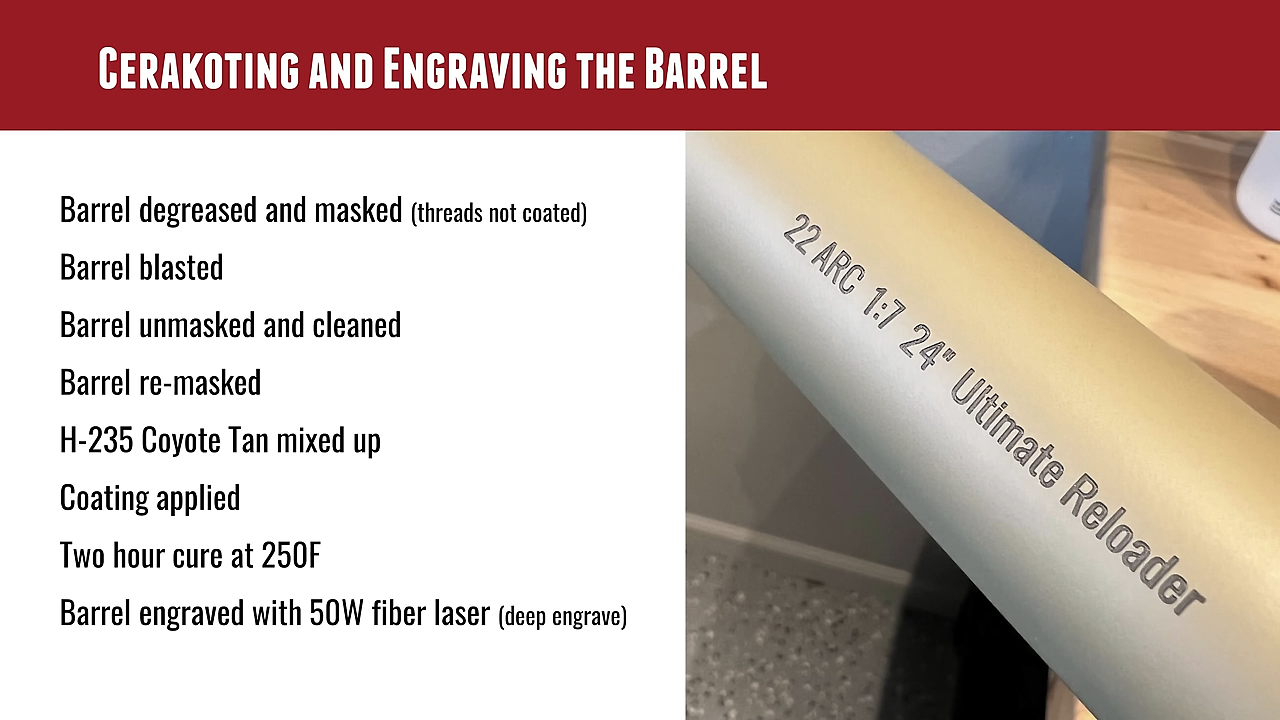 Cerakoting and Engraving the Barrel
Barrel degreased and masked (threads not coated)
Barrel blasted
Barrel unmasked and cleaned
Barrel re-masked
H-235 Coyote Tan mixed up
Coating applied
Two hour cure at 250F
Barrel engraved with 50W fiber laser (deep engrave)
22 ARC 1:7 24" Ultimate Reloader